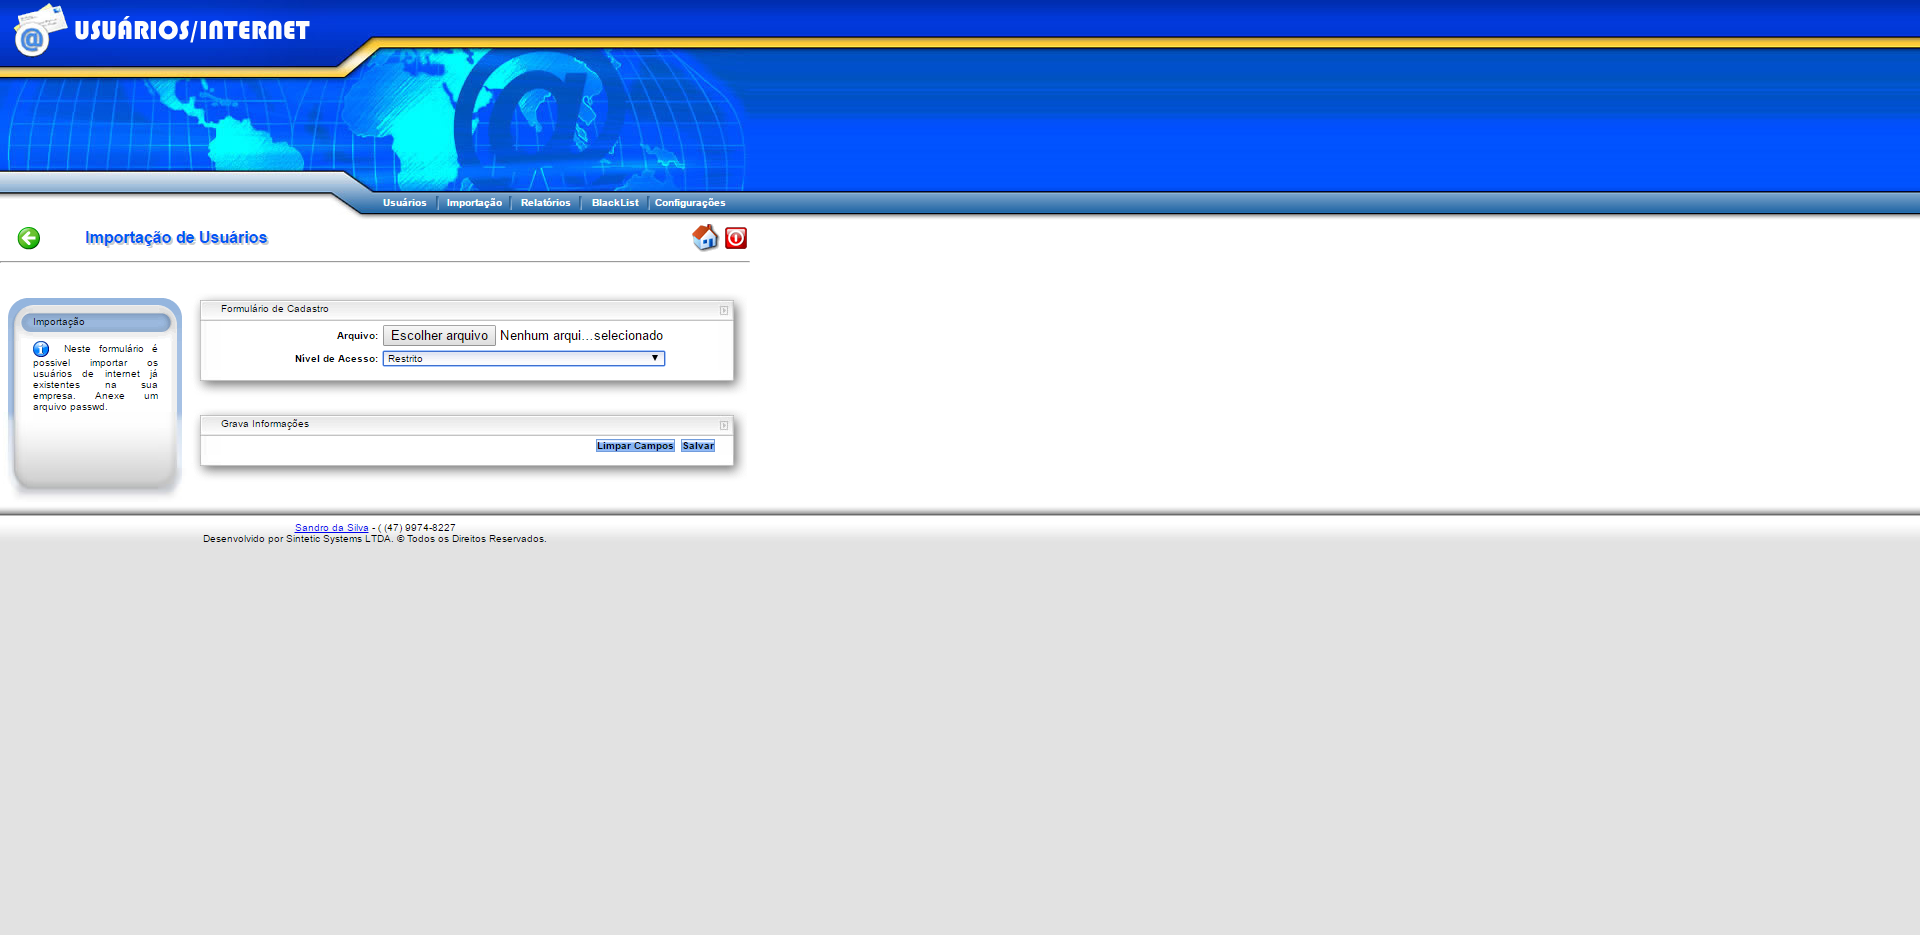 USUÁRIOS/INTERNET
Usuários Importação Relatórios BlackList Configurações
Importação de Usuários
Importação
Neste formulário é
possivel importar os
usuários de internet já
existentes na sua
empresa. Anexe um
arquivo passwd.
Formulário de Cadastro
Arquivo: Escolher arquivo Nenhum arqui...selecionado
Nível de Acesso: Restrito
Grava Informações
Limpar Campos Salvar
Sandro da Silva - ( (47) 9974-8227
Desenvolvido por Sintetic Systems LTDA. © Todos os Direitos Reservados.